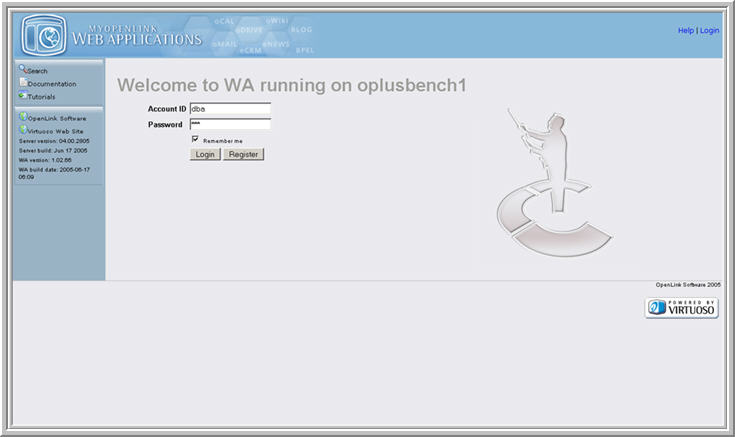 MYOPENLINK
WEB APPLICATIONS
oCAL
oWiki
oDRIVE
BLOG
oMAIL
oNEWS
oCRM
BPEL
Help | Login
Search
Documentation
Tutorials
OpenLink Software
Virtuoso Web Site
Server version: 04.00.2805
Server build: Jun 17 2005
WA version: 1.02.66
WA build date: 2005-06-17
06:09
Welcome to WA running on oplusbench1
Account ID dba
Password ***
Remember me
Login Register
OpenLink Software 2005
POWERED BY
VIRTUOSO